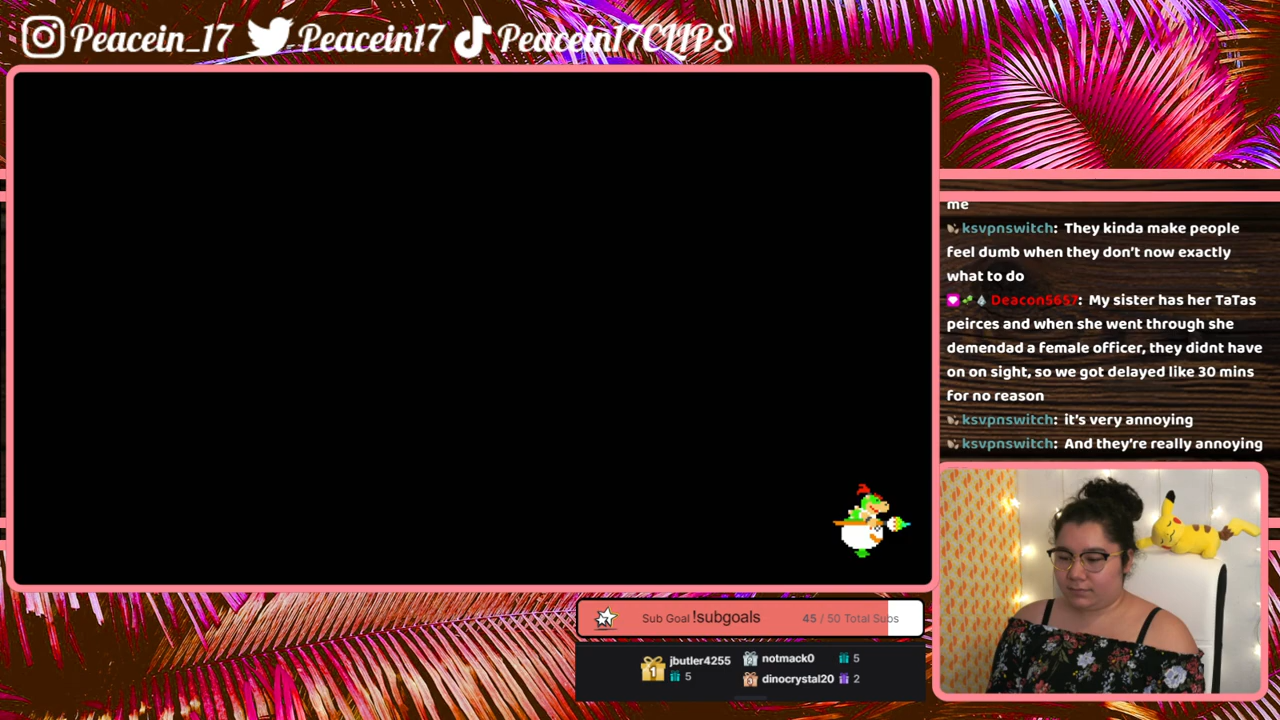 Peacein_17 Peacein17 Peacein17CLIPS
me
ksvpnswitch: They kinda make people
feel dumb when they don't now exactly
what to do
Deacon5657: My sister has her TaTas
peirces and when she went through she
demendad a female officer, they didnt have
on on sight, so we got delayed like 30 mins
for no reason
ksvpnswitch: it's very annoying
ksvpnswitch: And they're really annoying
Sub Goal !subgoals 45 / 50 Total Subs
1 jbutler4255 5
2 notmack0 5
3 dinocrystal20 2